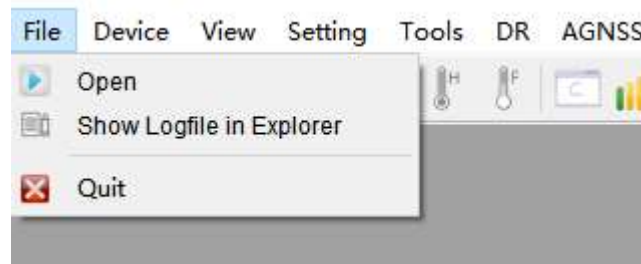 File Device View Setting Tools DR AGNSS
Open
H F C
Show Logfile in Explorer
Quit